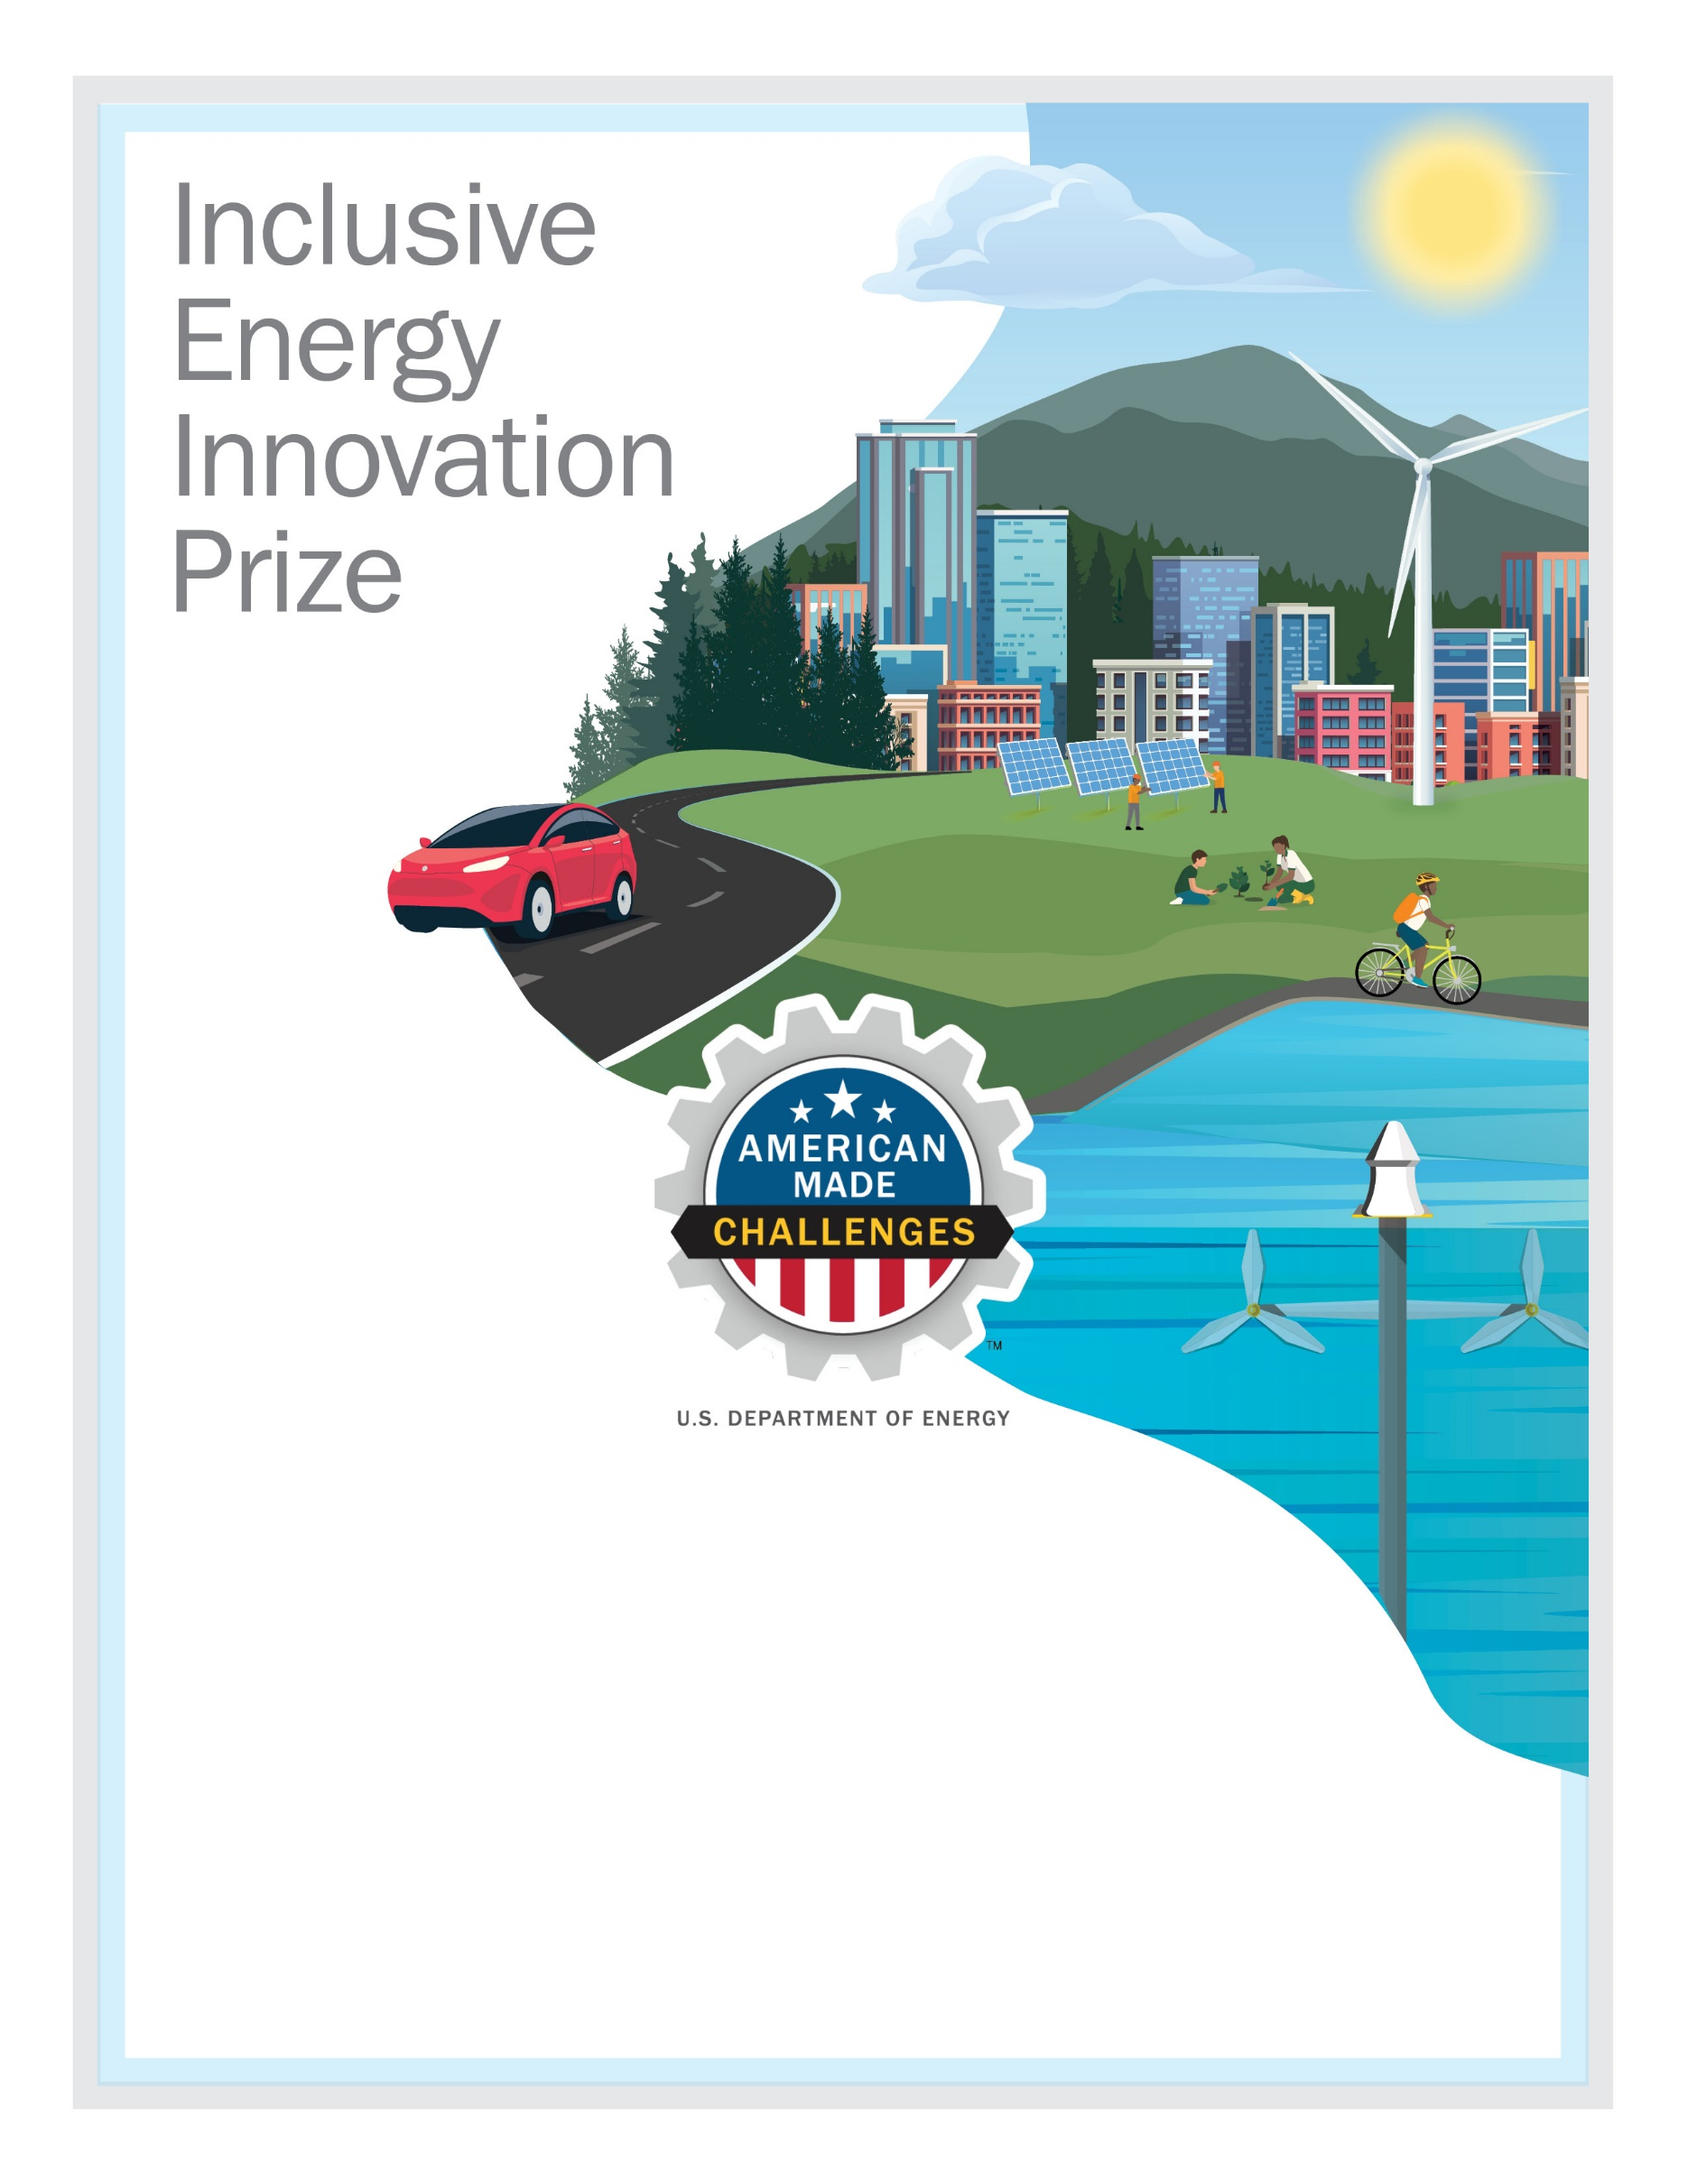 Inclusive
Energy
Innovation
Prize
AMERICAN
MADE
CHALLENGES
TM
U.S. DEPARTMENT OF ENERGY